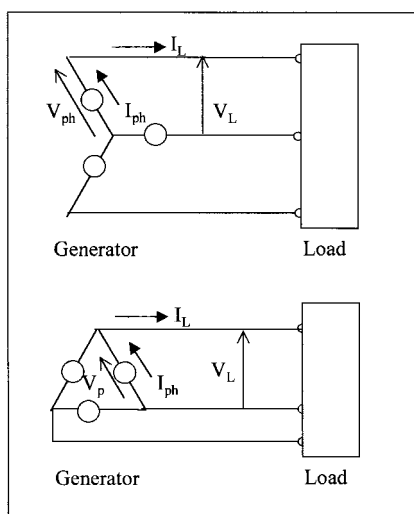 I_L
V_ph
I_ph
V_L
Generator Load
I_L
V_p
I_ph
V_L
Generator Load